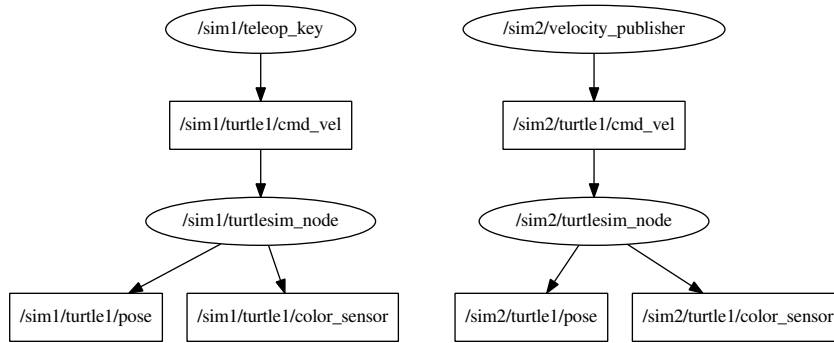 /sim1/teleop_key
/sim2/velocity_publisher
/sim1/turtle1/cmd_vel
/sim2/turtle1/cmd_vel
/sim1/turtlesim_node
/sim2/turtlesim_node
/sim1/turtle1/pose
/sim1/turtle1/color_sensor
/sim2/turtle1/pose
/sim2/turtle1/color_sensor